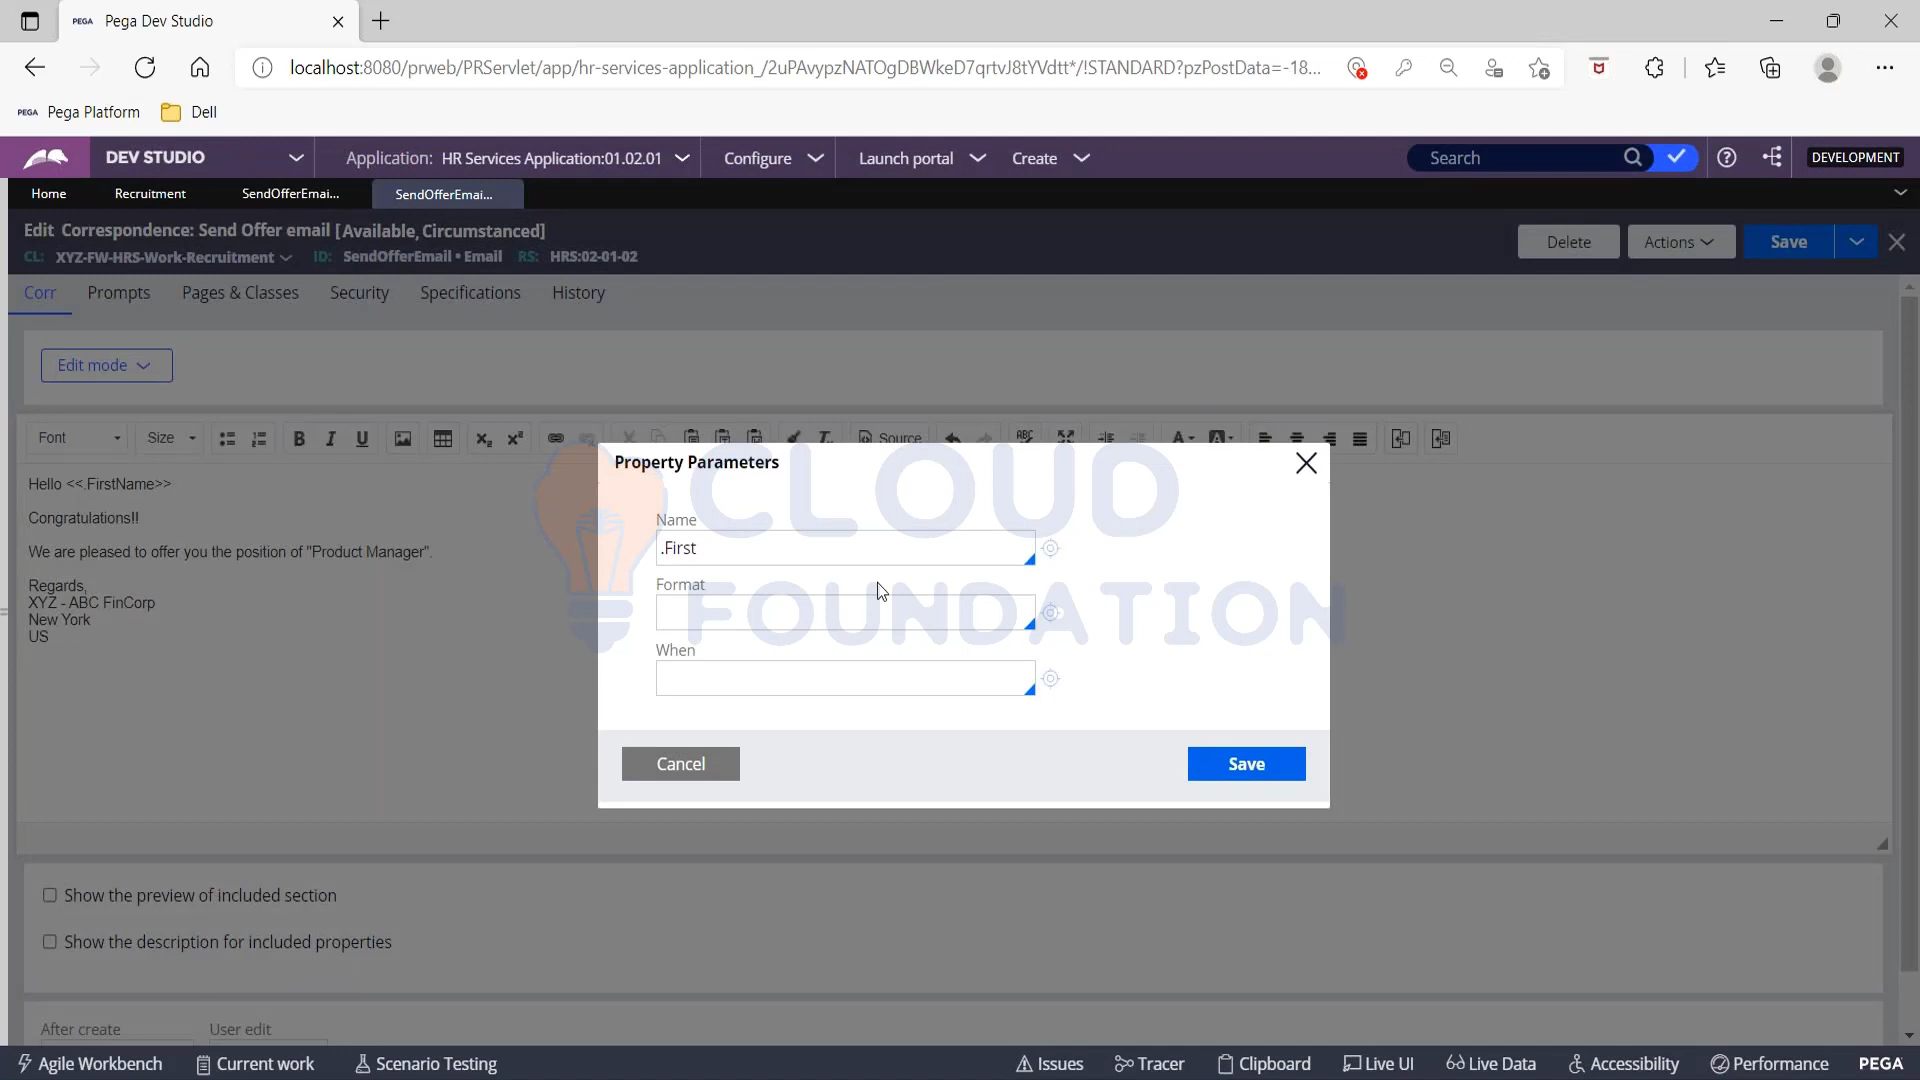 PEGA Pega Dev Studio
localhost:8080/prweb/PRServlet/app/hr-services-application_/2uPAvypzNATOgDBWkeD7qrtvJ8tYVdtt*/!STANDARD?pzPostData=-18...
PEGA Pega Platform Dell
DEV STUDIO Application: HR Services Application:01.02.01 Configure Launch portal Create Search DEVELOPMENT
Home Recruitment SendOfferEmai... SendOfferEmai...
Edit Correspondence: Send Offer email [Available, Circumstanced]
CL: XYZ-FW-HRS-Work-Recruitment ID: SendOfferEmail • Email RS: HRS:02-01-02
Delete Actions Save
Corr Prompts Pages & Classes Security Specifications History
Edit mode
Font Size Source
Hello <<.FirstName>>
Congratulations!!
We are pleased to offer you the position of "Product Manager".
Regards,
XYZ - ABC FinCorp
New York
US
Property Parameters
Name
.First
Format
When
Cancel Save
CLOUD
FOUNDATION
Show the preview of included section
Show the description for included properties
After create User edit
Agile Workbench Current work Scenario Testing Issues Tracer Clipboard Live UI Live Data Accessibility Performance PEGA